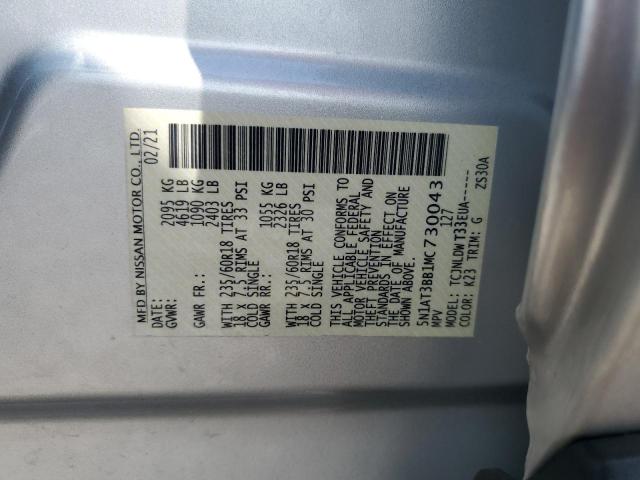 MFD BY NISSAN MOTOR CO., LTD.
DATE: 02/21
GVWR: 2095 KG
4619 LB
GAWR FR.: 1090 KG
2403 LB
WITH 235/60R18 TIRES
18 X 7.5 RIMS AT 33 PSI
COLD SINGLE
GAWR RR.: 1055 KG
2326 LB
WITH 235/60R18 TIRES
18 X 7.5 RIMS AT 30 PSI
COLD SINGLE
THIS VEHICLE CONFORMS TO
ALL APPLICABLE FEDERAL
MOTOR VEHICLE SAFETY AND
THEFT PREVENTION
STANDARDS IN EFFECT ON
THE DATE OF MANUFACTURE
SHOWN ABOVE.
5N1AT3BB1MC730043
MPV 127
MODEL: TCJNLDWT33EUA-----
COLOR: K23 TRIM: G ZS30A